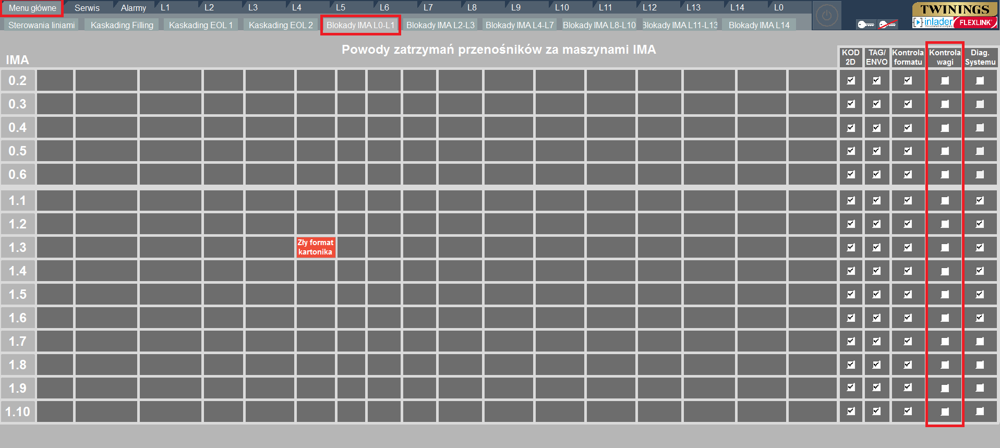 Menu główne Serwis Alarmy L1 L2 L3 L4 L5 L6 L7 L8 L9 L10 L11 L12 L13 L14 L0
TWININGS
Sterowania liniami Kaskading Filling Kaskading EOL 1 Kaskading EOL 2 Blokady IMA L0-L1 Blokady IMA L2-L3 Blokady IMA L4-L7 Blokady IMA L8-L10 Blokady IMA L11-L13 Blokady IMA L14
inlader FLEXLINK
Powody zatrzymań przenośników za maszynami IMA
IMA
KOD 2D
TAG/ ENVO
Kontrola formatu
Kontrola wagi
Diag. Systemu
0.2
0.3
0.4
0.5
0.6
1.1
1.2
1.3
Zły format
kartonika
1.4
1.5
1.6
1.7
1.8
1.9
1.10